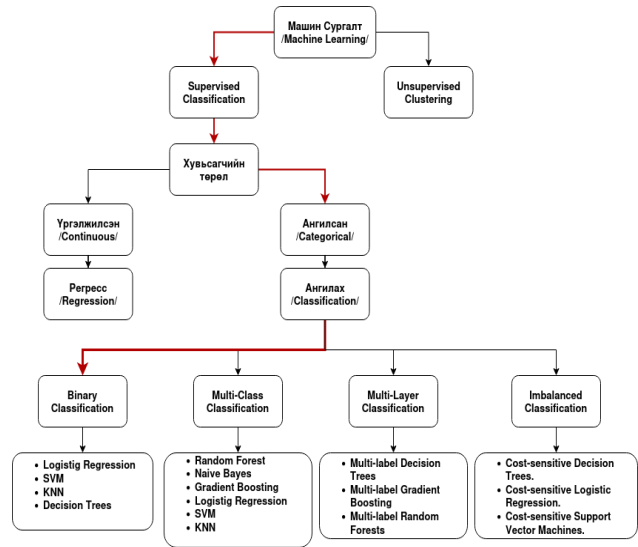 Машин Сургалт
/Machine Learning/
Supervised
Classification
Unsupervised
Clustering
Хувьсагчийн
төрөл
Үргэлжилсэн
/Continuous/
Ангилсан
/Categorical/
Регресс
/Regression/
Ангилах
/Classification/
Binary
Classification
Multi-Class
Classification
Multi-Layer
Classification
Imbalanced
Classification
• Logistig Regression
• SVM
• KNN
• Decision Trees
• Random Forest
• Naive Bayes
• Gradient Boosting
• Logistig Regression
• SVM
• KNN
• Multi-label Decision
Trees
• Multi-label Gradient
Boosting
• Multi-label Random
Forests
• Cost-sensitive Decision
Trees.
• Cost-sensitive Logistic
Regression.
• Cost-sensitive Support
Vector Machines.